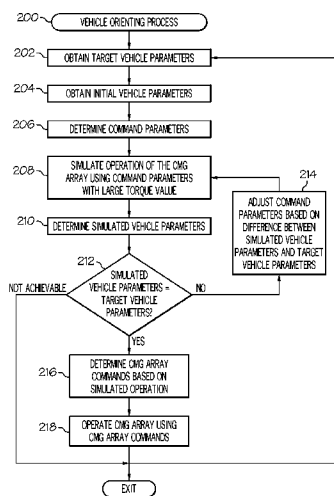 200
VEHICLE ORIENTING PROCESS
202
OBTAIN TARGET VEHICLE PARAMETERS
204
OBTAIN INITIAL VEHICLE PARAMETERS
206
DETERMINE COMMAND PARAMETERS
208
SIMULATE OPERATION OF THE CMG
ARRAY USING COMMAND PARAMETERS
WITH LARGE TORQUE VALUE
214
ADJUST COMMAND
PARAMETERS BASED ON
DIFFERENCE BETWEEN
SIMULATED VEHICLE
PARAMETERS AND TARGET
VEHICLE PARAMETERS
210
DETERMINE SIMULATED VEHICLE PARAMETERS
212
SIMULATED
VEHICLE PARAMETERS =
TARGET VEHICLE
PARAMETERS?
NOT ACHIEVABLE
NO
YES
216
DETERMINE CMG ARRAY
COMMANDS BASED ON
SIMULATED OPERATION
218
OPERATE CMG ARRAY USING
CMG ARRAY COMMANDS
EXIT